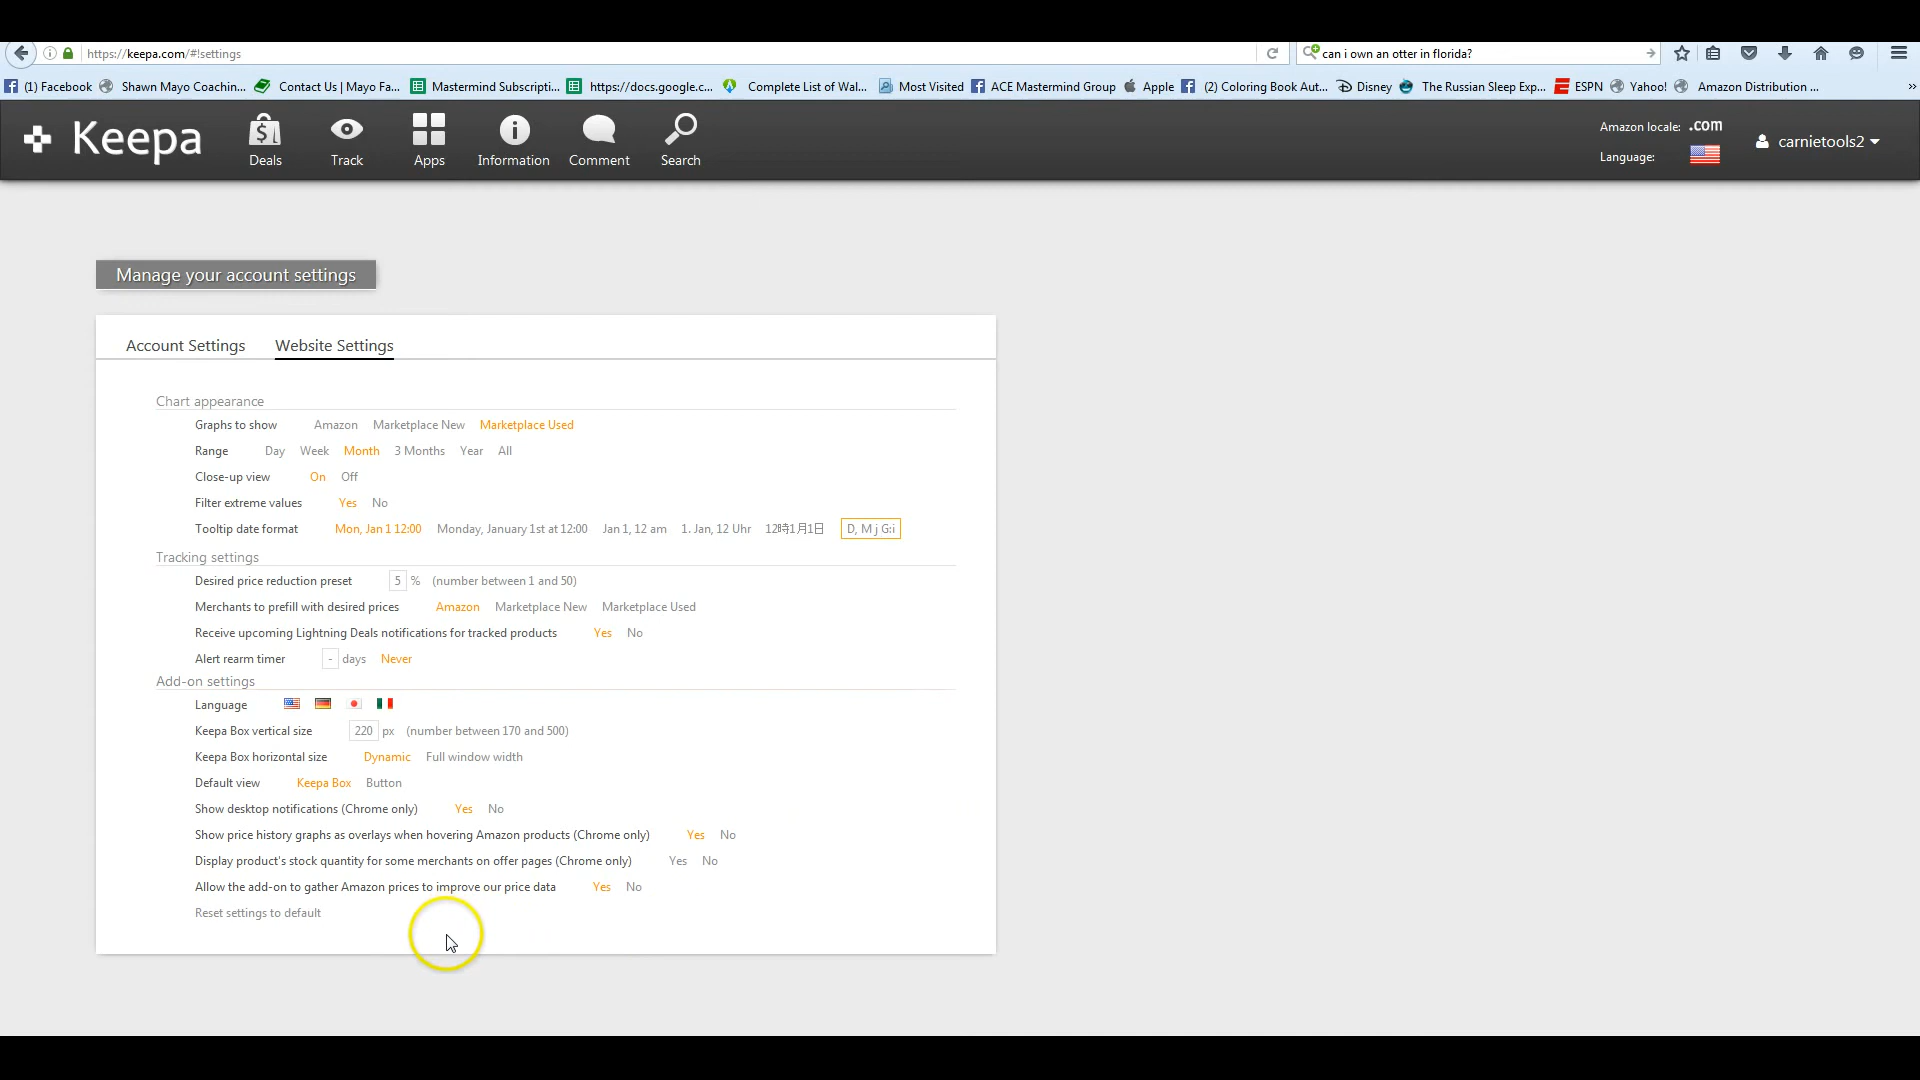 https://keepa.com/#!settings
can i own an otter in florida?
(1) Facebook Shawn Mayo Coachin... Contact Us | Mayo Fa... Mastermind Subscripti... https://docs.google.c... Complete List of Wal... Most Visited ACE Mastermind Group Apple (2) Coloring Book Aut... Disney The Russian Sleep Exp... ESPN Yahoo! Amazon Distribution ... »
Keepa
Deals Track Apps Information Comment Search
Amazon locale: .com
Language:
carnietools2
Manage your account settings
Account Settings Website Settings
Chart appearance
Graphs to show Amazon Marketplace New Marketplace Used
Range Day Week Month 3 Months Year All
Close-up view On Off
Filter extreme values Yes No
Tooltip date format Mon, Jan 1 12:00 Monday, January 1st at 12:00 Jan 1, 12 am 1. Jan, 12 Uhr 12時1月1日 D, M j G:i
Tracking settings
Desired price reduction preset 5 % (number between 1 and 50)
Merchants to prefill with desired prices Amazon Marketplace New Marketplace Used
Receive upcoming Lightning Deals notifications for tracked products Yes No
Alert rearm timer - days Never
Add-on settings
Language
Keepa Box vertical size 220 px (number between 170 and 500)
Keepa Box horizontal size Dynamic Full window width
Default view Keepa Box Button
Show desktop notifications (Chrome only) Yes No
Show price history graphs as overlays when hovering Amazon products (Chrome only) Yes No
Display product's stock quantity for some merchants on offer pages (Chrome only) Yes No
Allow the add-on to gather Amazon prices to improve our price data Yes No
Reset settings to default